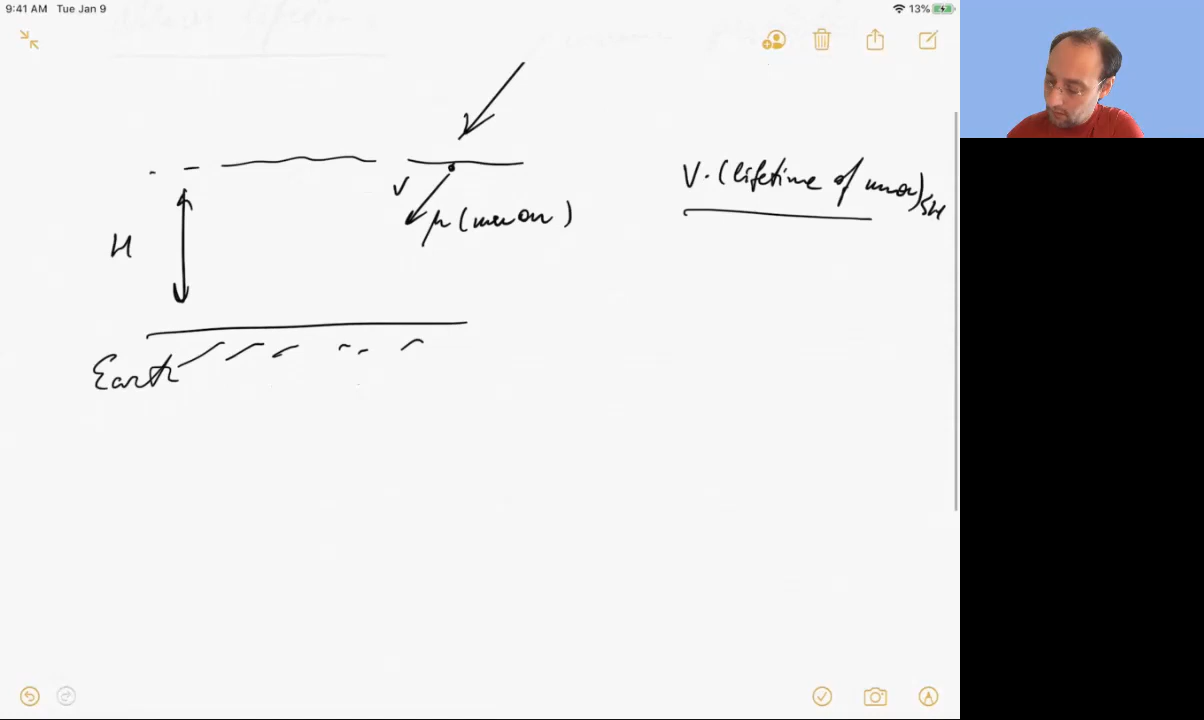 9:41 AM Tue Jan 9
13%
V
H
μ (muon)
V·(lifetime of muon)
Earth